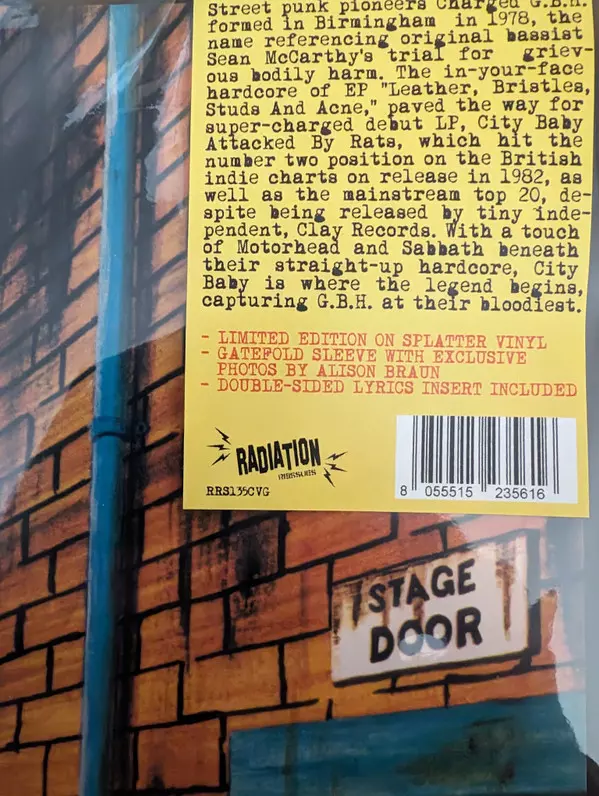 Street punk pioneers Charged G.B.H.
formed in Birmingham in 1978, the
name referencing original bassist
Sean McCarthy's trial for griev-
ous bodily harm. The in-your-face
hardcore of EP "Leather, Bristles,
Studs And Acne," paved the way for
super-charged debut LP, City Baby
Attacked By Rats, which hit the
number two position on the British
indie charts on release in 1982, as
well as the mainstream top 20, de-
spite being released by tiny inde-
pendent, Clay Records. With a touch
of Motorhead and Sabbath beneath
their straight-up hardcore, City
Baby is where the legend begins,
capturing G.B.H. at their bloodiest.
- LIMITED EDITION ON SPLATTER VINYL
- GATEFOLD SLEEVE WITH EXCLUSIVE
PHOTOS BY ALISON BRAUN
- DOUBLE-SIDED LYRICS INSERT INCLUDED
RADIATION
REISSUES
RRS135CVG
8 055515 235616
STAGE
DOOR